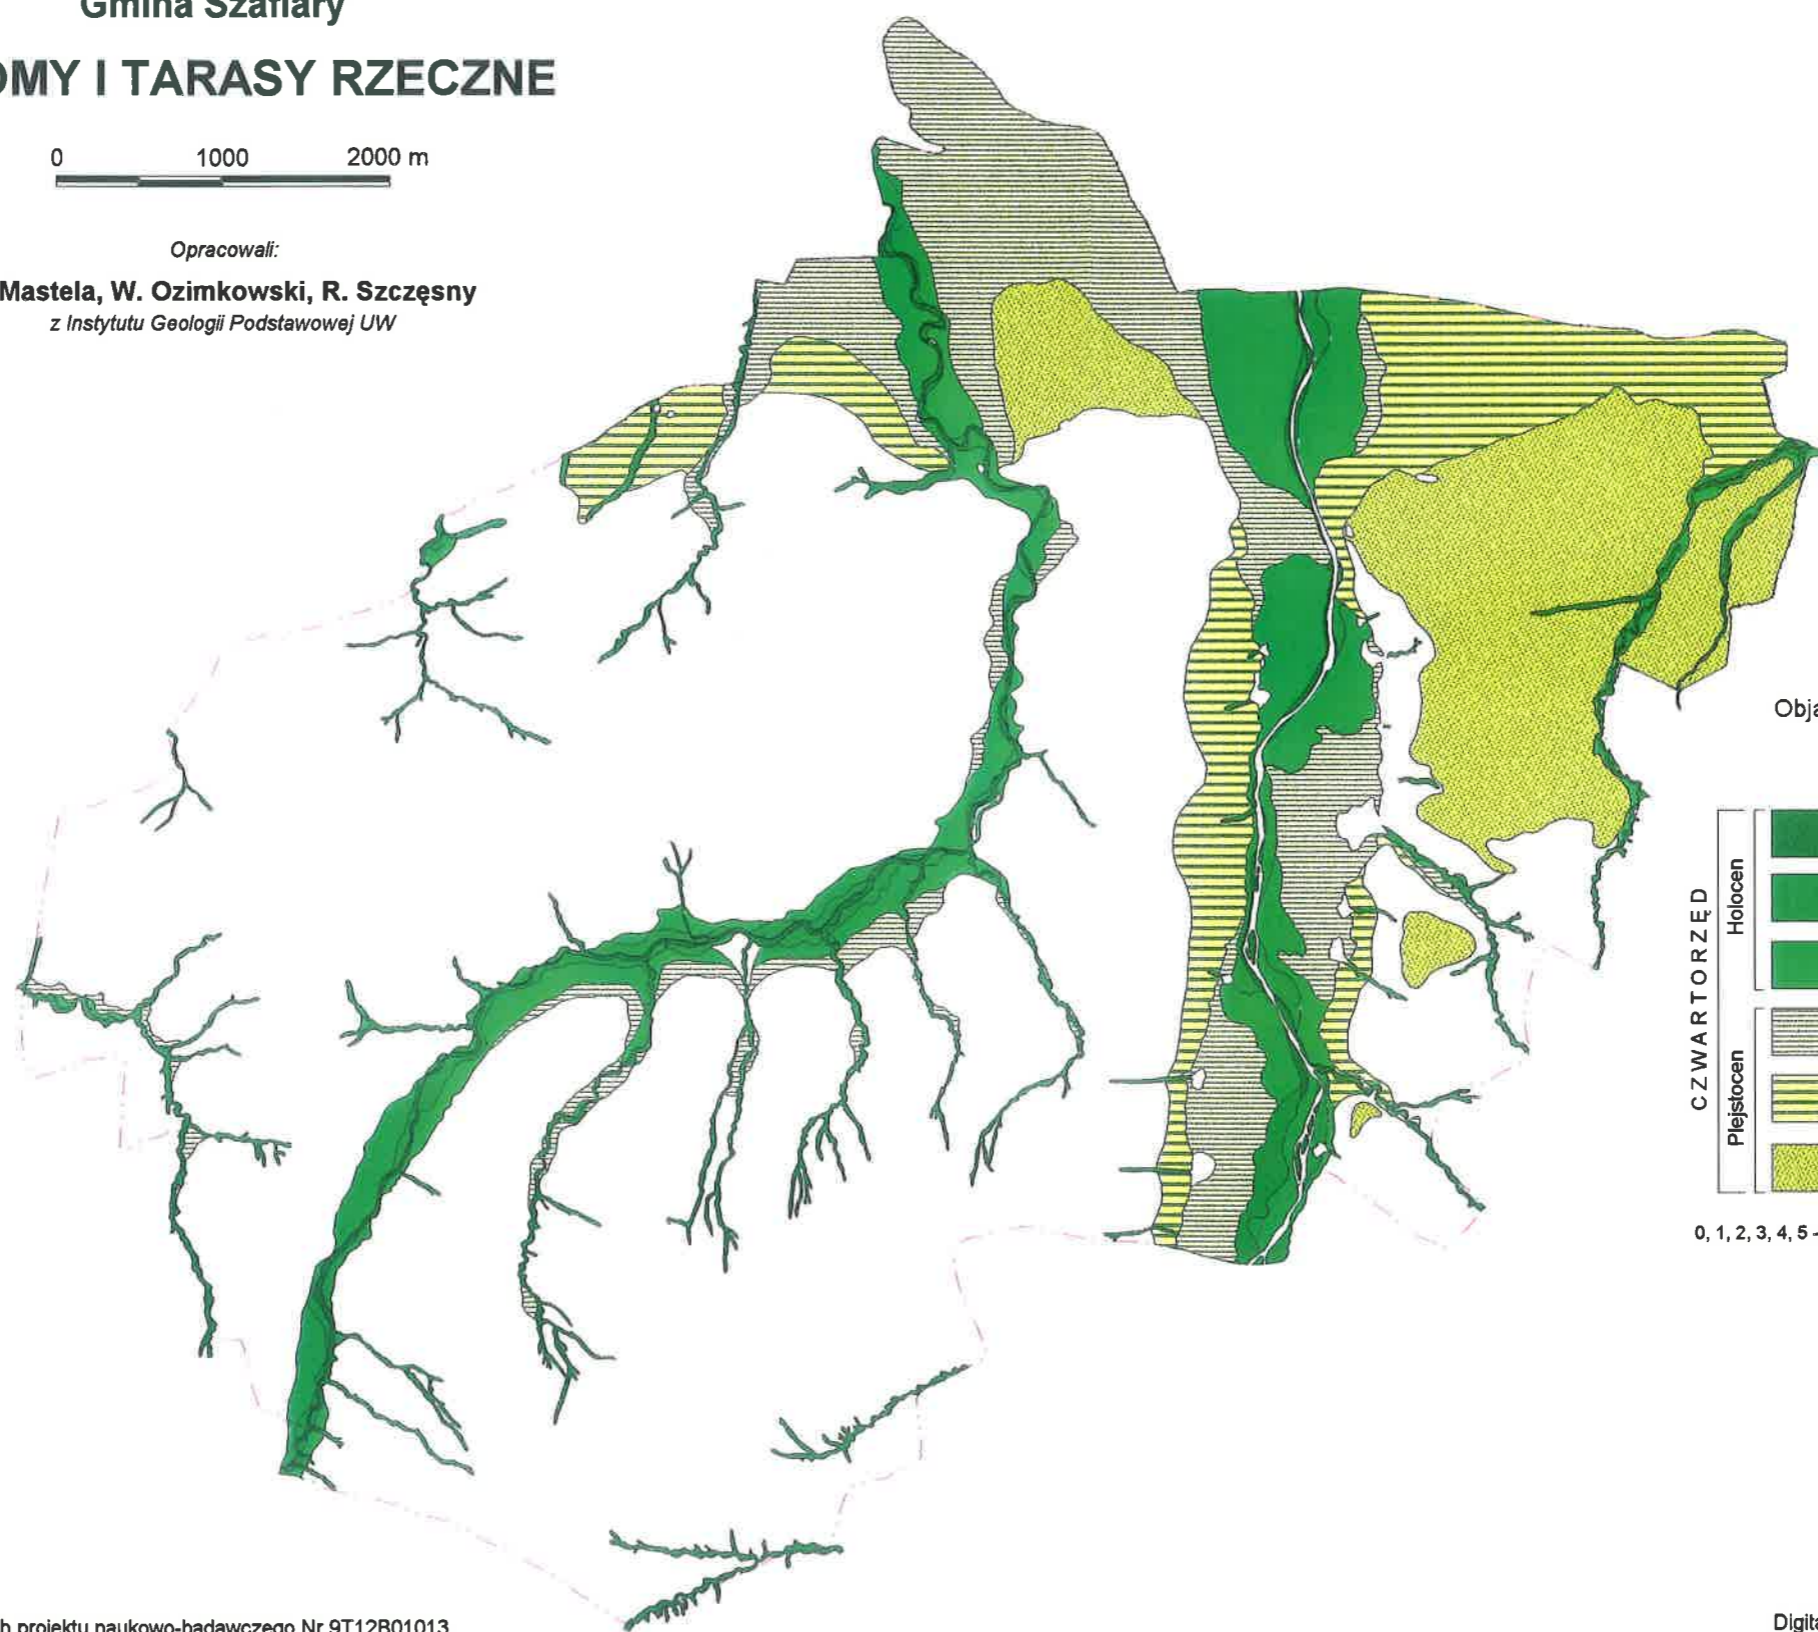 Gmina Szaflary
OMY I TARASY RZECZNE
0 1000 2000 m
Opracowali:
Mastela, W. Ozimkowski, R. Szczęsny
z Instytutu Geologii Podstawowej UW
Obja
CZWARTORZĘD
Holocen
Plejstocen
0, 1, 2, 3, 4, 5 -
h projektu naukowo-badawczego Nr 9T12B01013
Digita